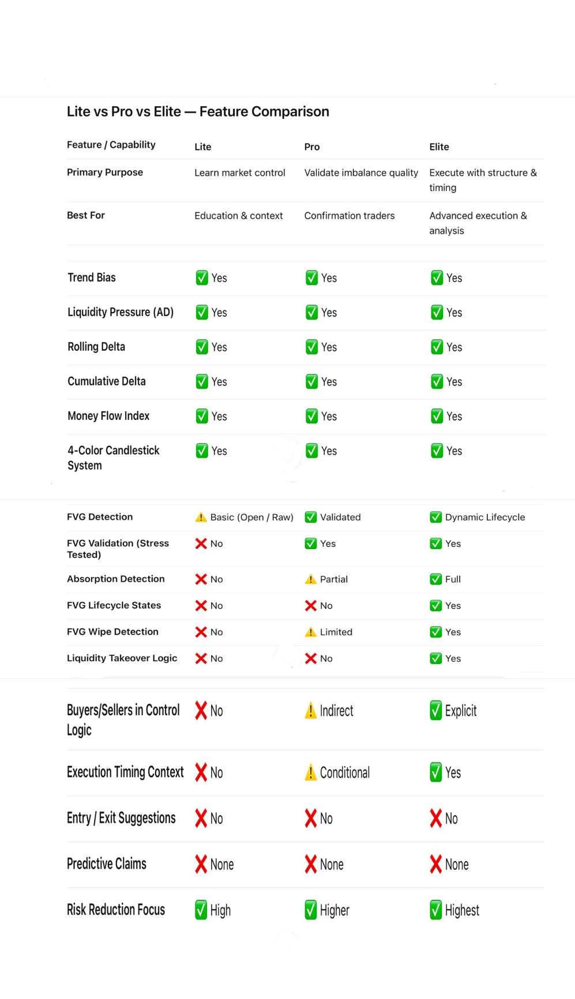 Lite vs Pro vs Elite — Feature Comparison
Feature / Capability Lite Pro Elite
Primary Purpose Learn market control Validate imbalance quality Execute with structure &
timing
Best For Education & context Confirmation traders Advanced execution &
analysis
Trend Bias ✅ Yes ✅ Yes ✅ Yes
Liquidity Pressure (AD) ✅ Yes ✅ Yes ✅ Yes
Rolling Delta ✅ Yes ✅ Yes ✅ Yes
Cumulative Delta ✅ Yes ✅ Yes ✅ Yes
Money Flow Index ✅ Yes ✅ Yes ✅ Yes
4-Color Candlestick ✅ Yes ✅ Yes ✅ Yes
System
FVG Detection ⚠️ Basic (Open / Raw) ✅ Validated ✅ Dynamic Lifecycle
FVG Validation (Stress ❌ No ✅ Yes ✅ Yes
Tested)
Absorption Detection ❌ No ⚠️ Partial ✅ Full
FVG Lifecycle States ❌ No ❌ No ✅ Yes
FVG Wipe Detection ❌ No ⚠️ Limited ✅ Yes
Liquidity Takeover Logic ❌ No ❌ No ✅ Yes
Buyers/Sellers in Control ❌ No ⚠️ Indirect ✅ Explicit
Logic
Execution Timing Context ❌ No ⚠️ Conditional ✅ Yes
Entry / Exit Suggestions ❌ No ❌ No ❌ No
Predictive Claims ❌ None ❌ None ❌ None
Risk Reduction Focus ✅ High ✅ Higher ✅ Highest